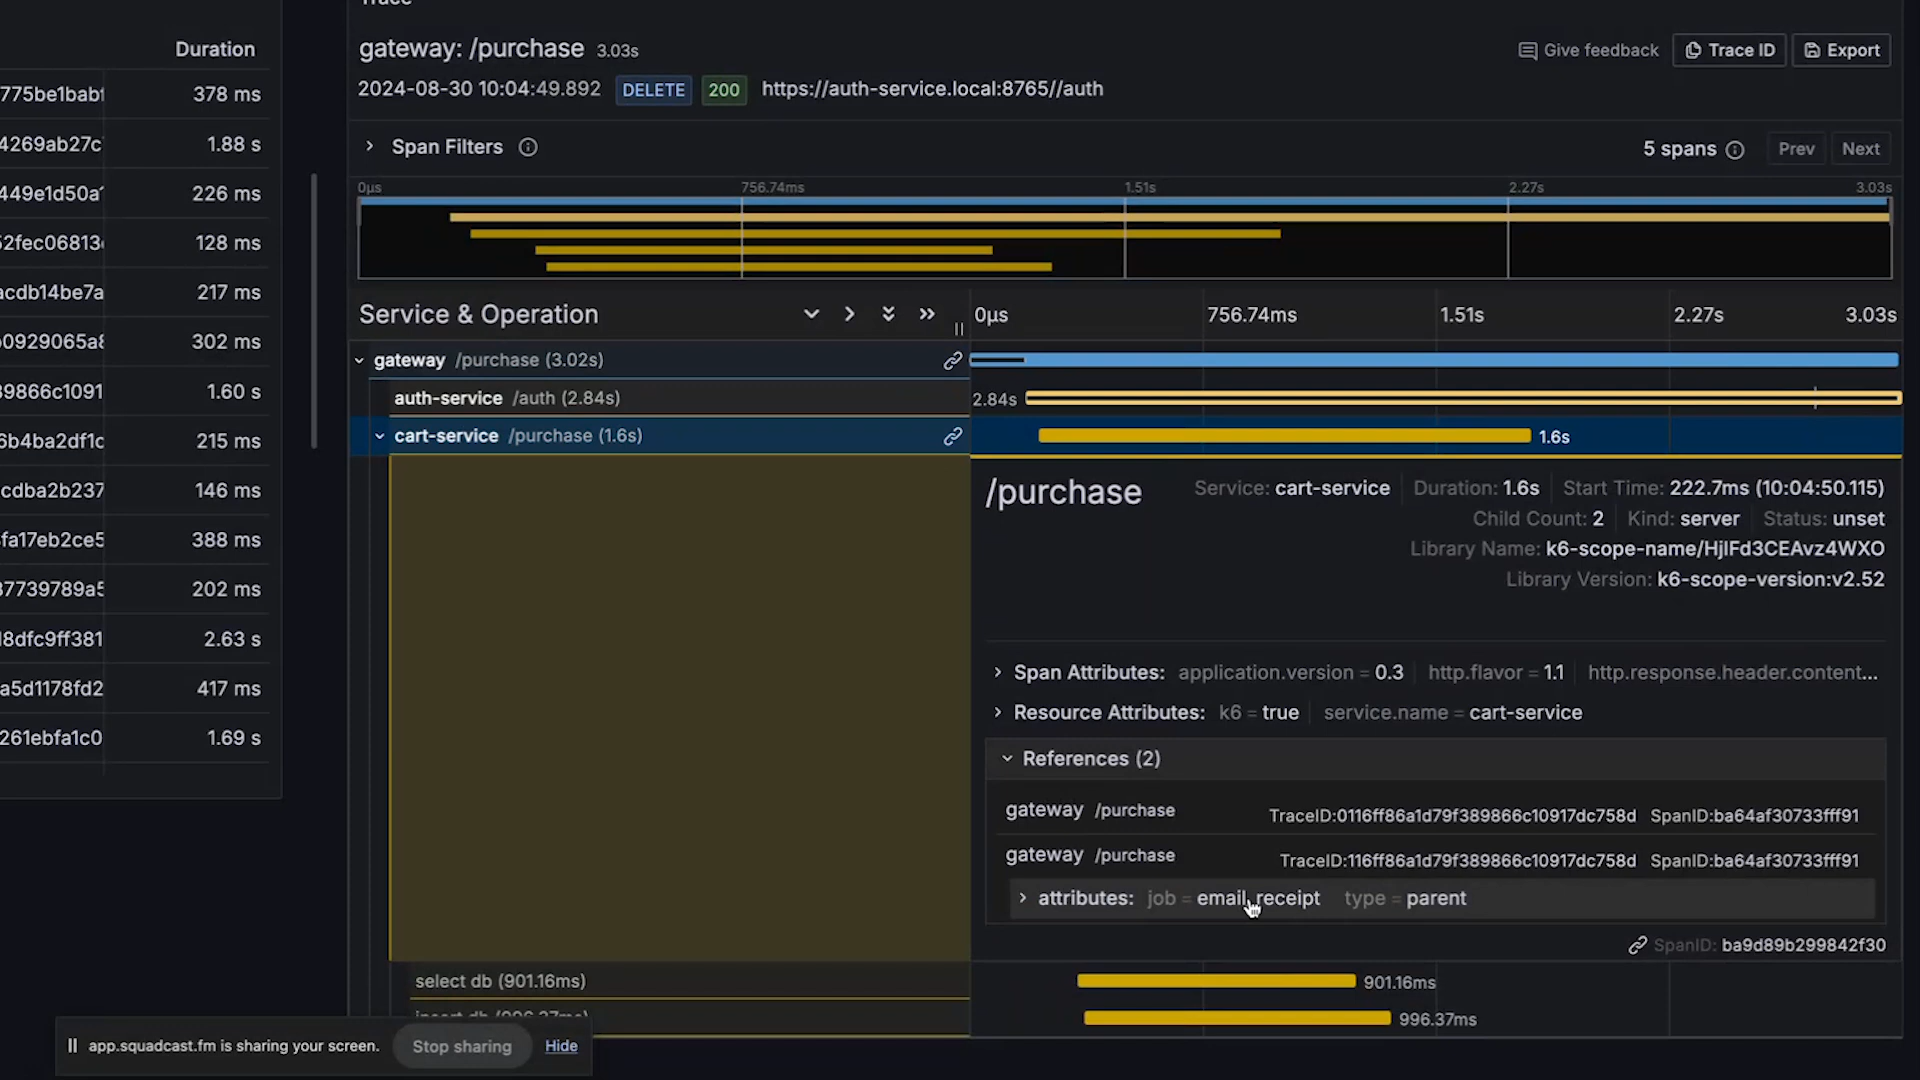 Trace
Duration
775be1bab
378 ms
4269ab27c
1.88 s
449e1d50a
226 ms
52fec06813
128 ms
acdb14be7a
217 ms
0929065a
302 ms
39866c1091
1.60 s
6b4ba2df1c
215 ms
cdba2b237
146 ms
fa17eb2ce5
388 ms
37739789a5
202 ms
8dfc9ff381
2.63 s
a5d1178fd2
417 ms
261ebfa1c0
1.69 s
gateway: /purchase 3.03s
Give feedback Trace ID Export
2024-08-30 10:04:49.892 DELETE 200 https://auth-service.local:8765//auth
Span Filters
5 spans Prev Next
0µs 756.74ms 1.51s 2.27s 3.03s
Service & Operation
0µs 756.74ms 1.51s 2.27s 3.03s
gateway /purchase (3.02s)
auth-service /auth (2.84s)
2.84s
cart-service /purchase (1.6s)
1.6s
/purchase
Service: cart-service Duration: 1.6s Start Time: 222.7ms (10:04:50.115)
Child Count: 2 Kind: server Status: unset
Library Name: k6-scope-name/HjIFd3CEAvz4WXO
Library Version: k6-scope-version:v2.52
Span Attributes: application.version = 0.3 http.flavor = 1.1 http.response.header.content...
Resource Attributes: k6 = true service.name = cart-service
References (2)
gateway /purchase TraceID:0116ff86a1d79f389866c10917dc758d SpanID:ba64af30733fff91
gateway /purchase TraceID:116ff86a1d79f389866c10917dc758d SpanID:ba64af30733fff91
attributes: job = email_receipt type = parent
SpanID: ba9d89b299842f30
select db (901.16ms)
901.16ms
insert db (996.37ms)
996.37ms
app.squadcast.fm is sharing your screen. Stop sharing Hide